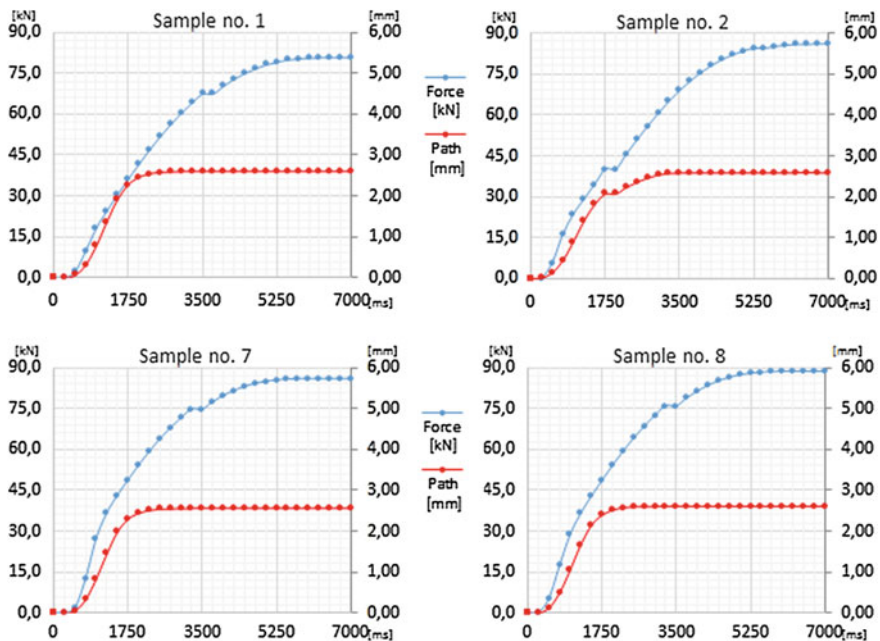 [kN] Sample no. 1 [mm]
90,0 6,00
75,0 5,00
60,0 4,00
45,0 3,00
30,0 2,00
15,0 1,00
0,0 0,00
0 1750 3500 5250 7000 [ms]
Force
[kN]
Path
[mm]
[kN] Sample no. 2 [mm]
90,0 6,00
75,0 5,00
60,0 4,00
45,0 3,00
30,0 2,00
15,0 1,00
0,0 0,00
0 1750 3500 5250 7000 [ms]
[kN] Sample no. 7 [mm]
90,0 6,00
75,0 5,00
60,0 4,00
45,0 3,00
30,0 2,00
15,0 1,00
0,0 0,00
0 1750 3500 5250 7000 [ms]
Force
[kN]
Path
[mm]
[kN] Sample no. 8 [mm]
90,0 6,00
75,0 5,00
60,0 4,00
45,0 3,00
30,0 2,00
15,0 1,00
0,0 0,00
0 1750 3500 5250 7000 [ms]